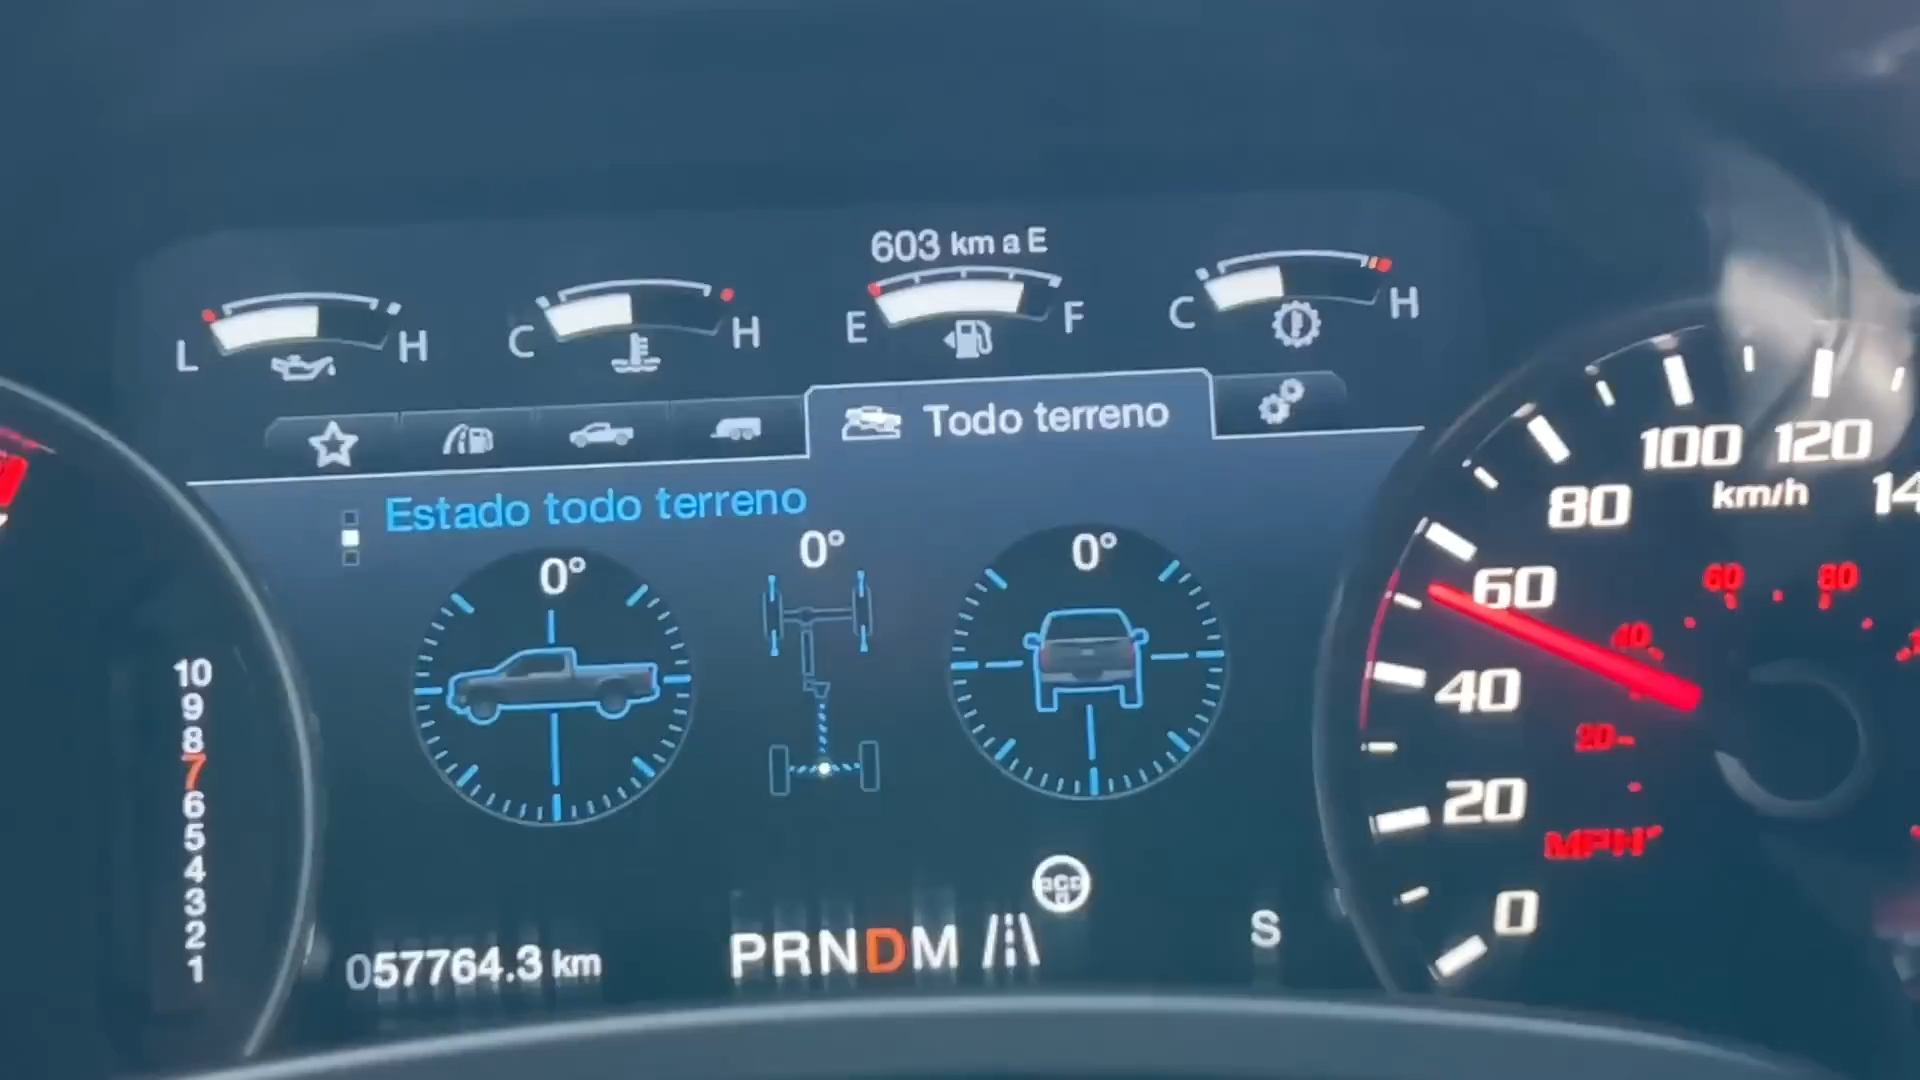 603 km a E
L H C H E F C H
Todo terreno
Estado todo terreno
0° 0° 0°
10
9
8
7
6
5
4
3
2
1
057764.3 km
PRNDM
S
0
20
40
60
80
100
120
km/h
20
40
60
80
MPH